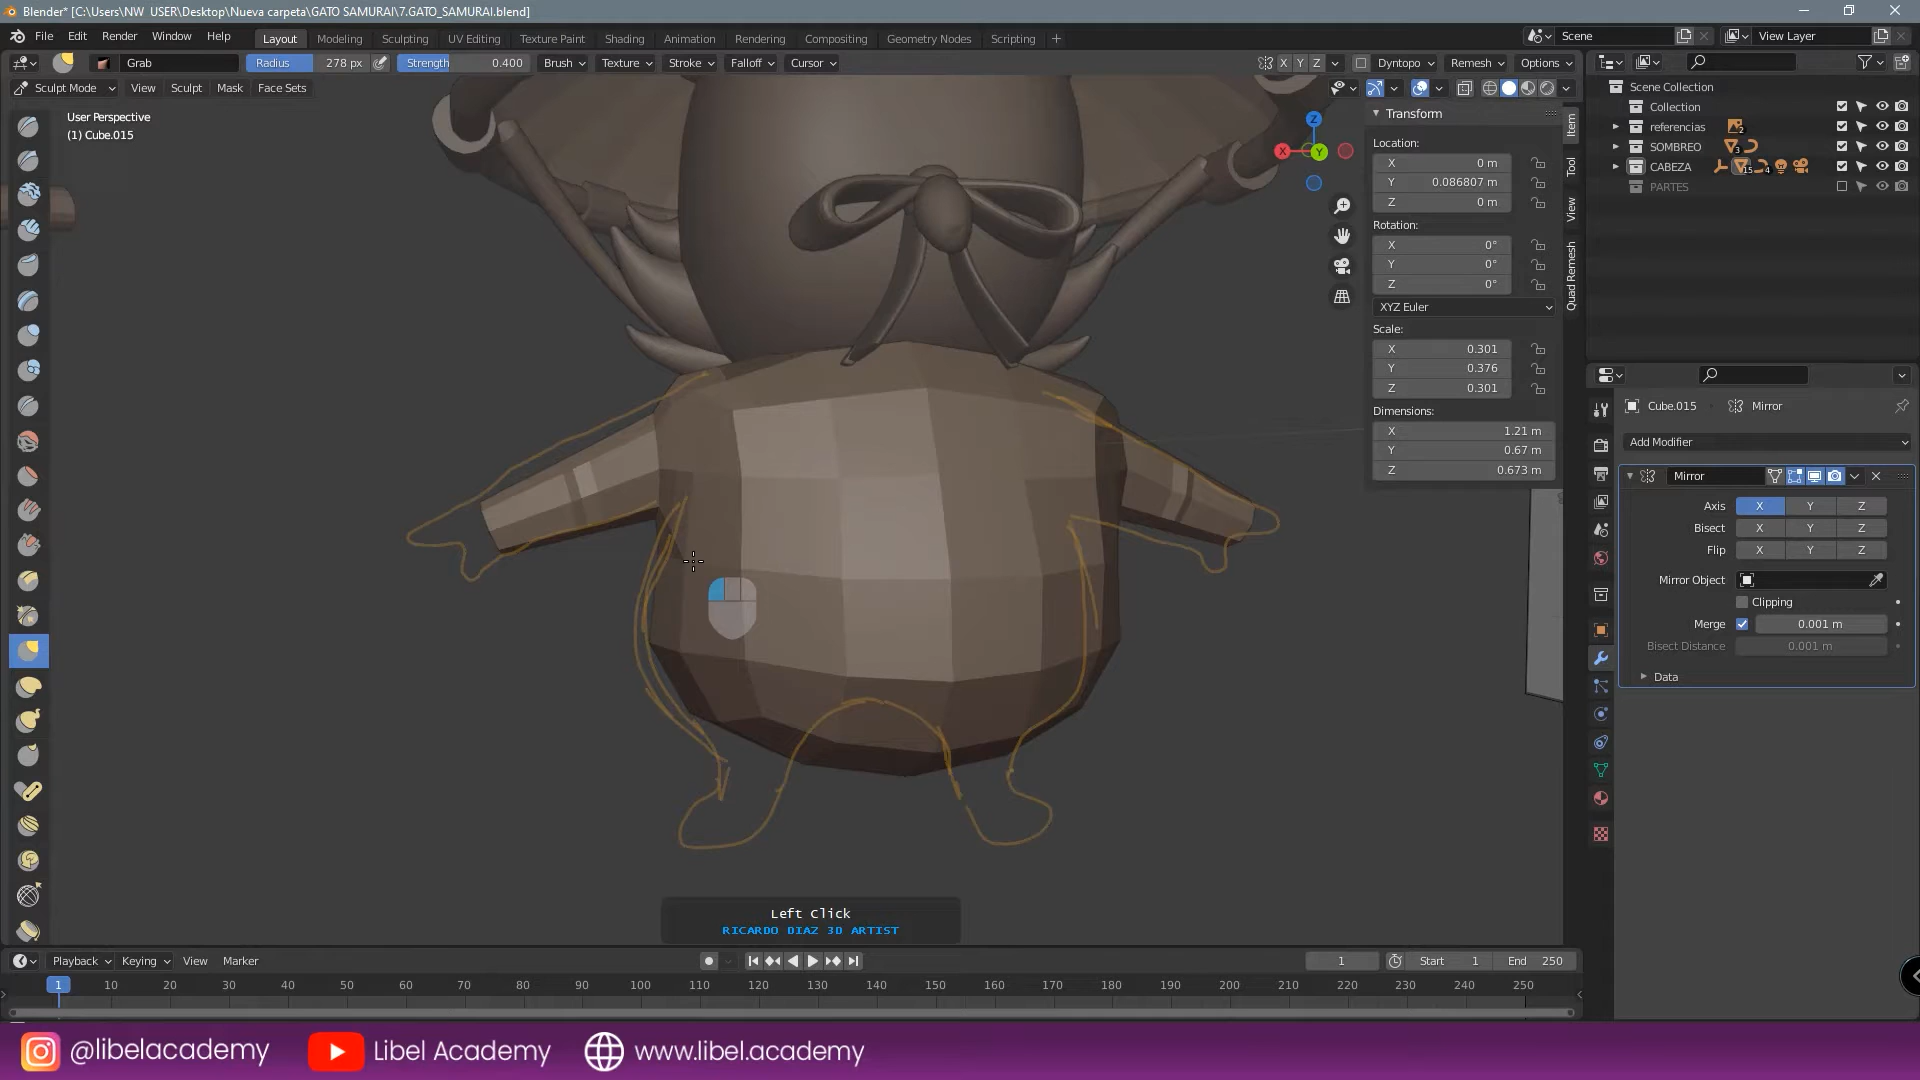 Blender* [C:\Users\NW USER\Desktop\Nueva carpeta\GATO SAMURAI\7.GATO_SAMURAI.blend]
File Edit Render Window Help Layout Modeling Sculpting UV Editing Texture Paint Shading Animation Rendering Compositing Geometry Nodes Scripting + Scene View Layer
Grab Radius 278 px Strength 0.400 Brush Texture Stroke Falloff Cursor X Y Z Dyntopo Remesh Options
Sculpt Mode View Sculpt Mask Face Sets
User Perspective
(1) Cube.015
Z
X
Y
Transform
Location:
X 0 m
Y 0.086807 m
Z 0 m
Rotation:
X 0°
Y 0°
Z 0°
XYZ Euler
Scale:
X 0.301
Y 0.376
Z 0.301
Dimensions:
X 1.21 m
Y 0.67 m
Z 0.673 m
Item
Tool
View
Quad Remesh
Scene Collection
Collection
referencias 2
SOMBREO 3
CABEZA 15 4
PARTES
Cube.015 Mirror
Add Modifier
Mirror
Axis X Y Z
Bisect X Y Z
Flip X Y Z
Mirror Object
Clipping
Merge 0.001 m
Bisect Distance 0.001 m
Data
Left Click
RICARDO DIAZ 3D ARTIST
Playback Keying View Marker 1 Start 1 End 250
1 10 20 30 40 50 60 70 80 90 100 110 120 130 140 150 160 170 180 190 200 210 220 230 240 250
@libelacademy Libel Academy www.libel.academy